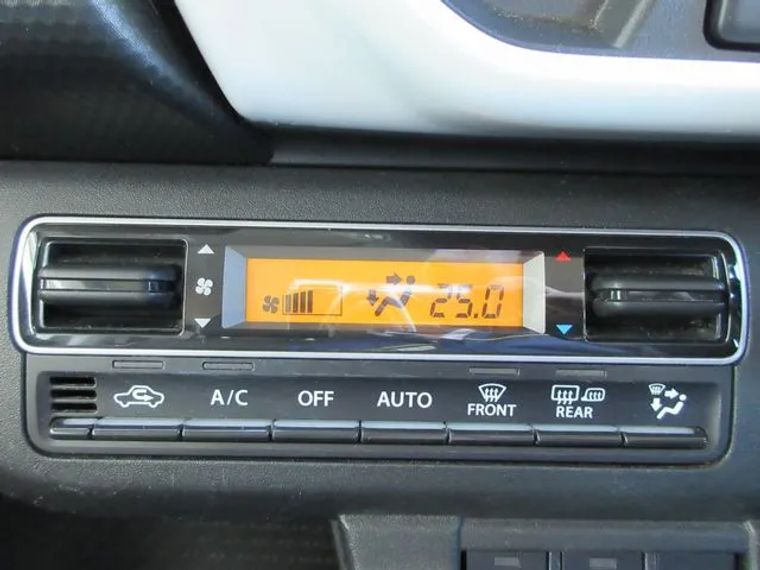 25.0
A/C OFF AUTO FRONT REAR